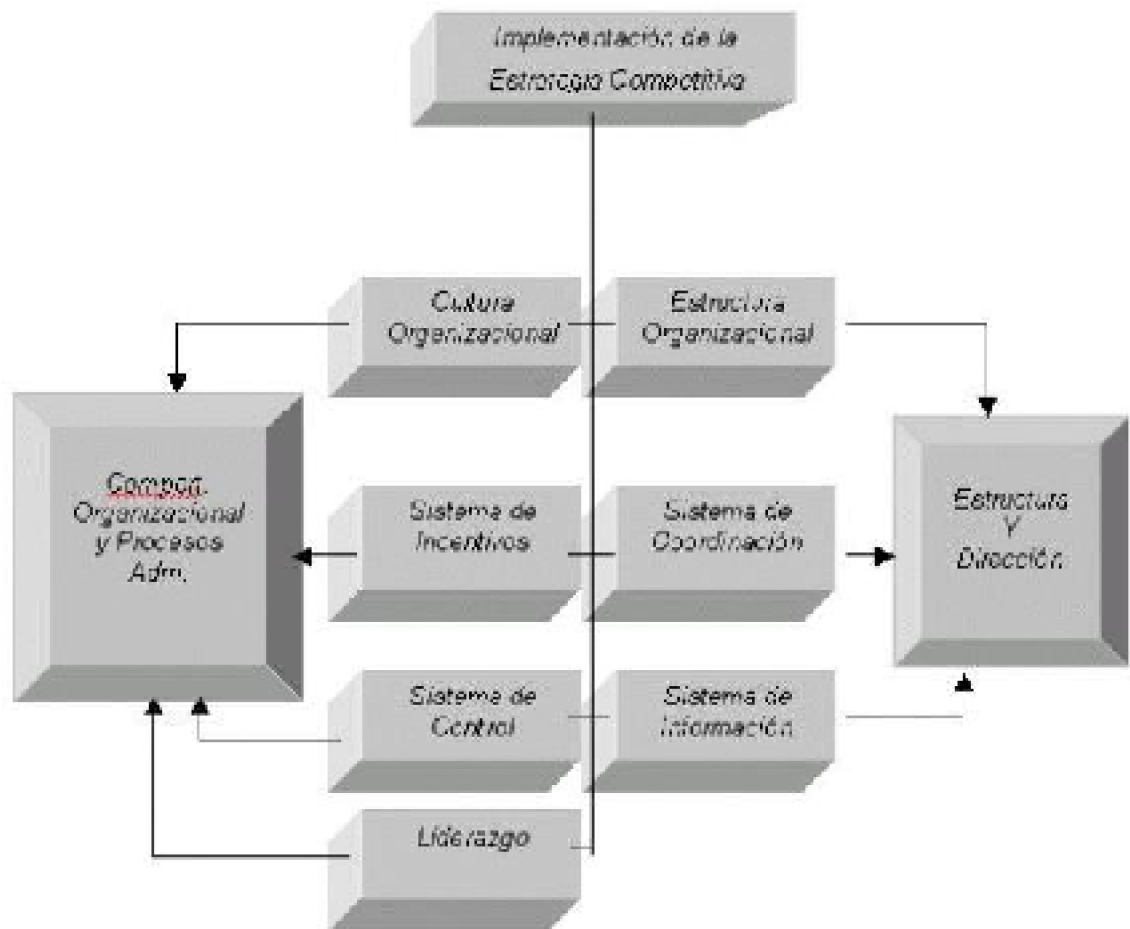 Implementación de la
Estrategia Competitiva
Cultura
Organizacional
Estructura
Organizacional
Compon.
Organizacional
y Procesos
Adm.
Sistema de
Incentivos
Sistema de
Coordinación
Estructura
Y
Dirección
Sistema de
Control
Sistema de
Información
Liderazgo